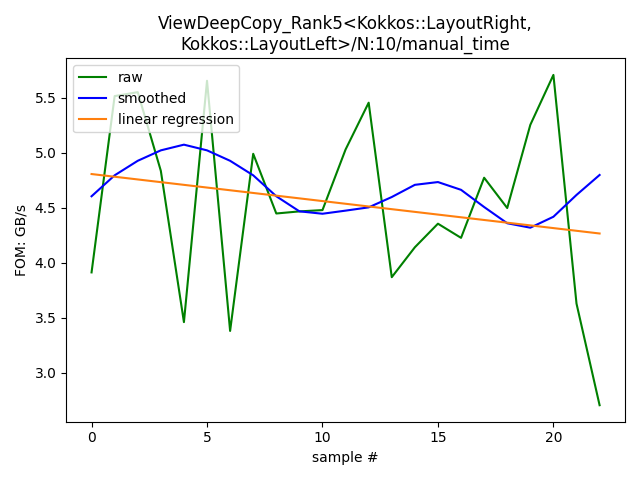 ViewDeepCopy_Rank5<Kokkos::LayoutRight,
Kokkos::LayoutLeft>/N:10/manual_time
raw
smoothed
linear regression
FOM: GB/s
5.5
5.0
4.5
4.0
3.5
3.0
0 5 10 15 20
sample #